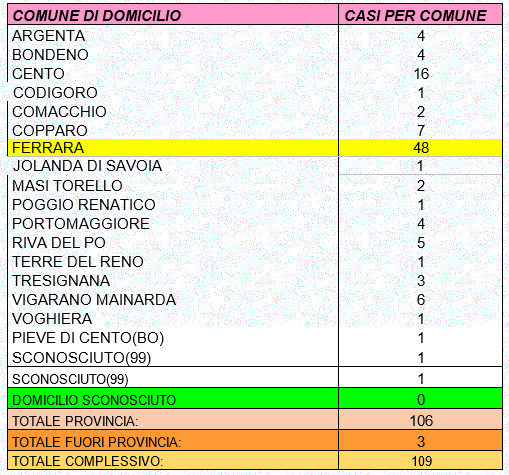 COMUNE DI DOMICILIO CASI PER COMUNE
ARGENTA 4
BONDENO 4
CENTO 16
CODIGORO 1
COMACCHIO 2
COPPARO 7
FERRARA 48
JOLANDA DI SAVOIA 1
MASI TORELLO 2
POGGIO RENATICO 1
PORTOMAGGIORE 4
RIVA DEL PO 5
TERRE DEL RENO 1
TRESIGNANA 3
VIGARANO MAINARDA 6
VOGHIERA 1
PIEVE DI CENTO(BO) 1
SCONOSCIUTO(99) 1
SCONOSCIUTO(99) 1
DOMICILIO SCONOSCIUTO 0
TOTALE PROVINCIA: 106
TOTALE FUORI PROVINCIA: 3
TOTALE COMPLESSIVO: 109